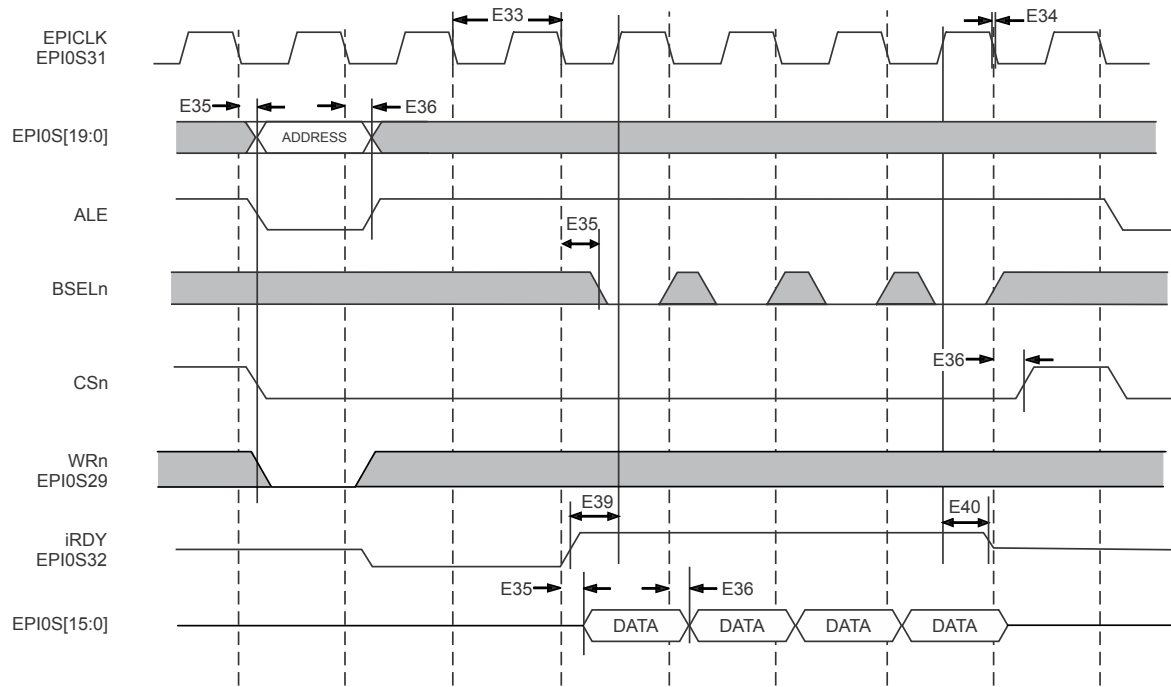 E33
E34
EPICLK
EPI0S31
E35
E36
EPI0S[19:0]
ADDRESS
ALE
E35
BSELn
E36
CSn
WRn
EPI0S29
E39
E40
iRDY
EPI0S32
E35
E36
EPI0S[15:0]
DATA DATA DATA DATA